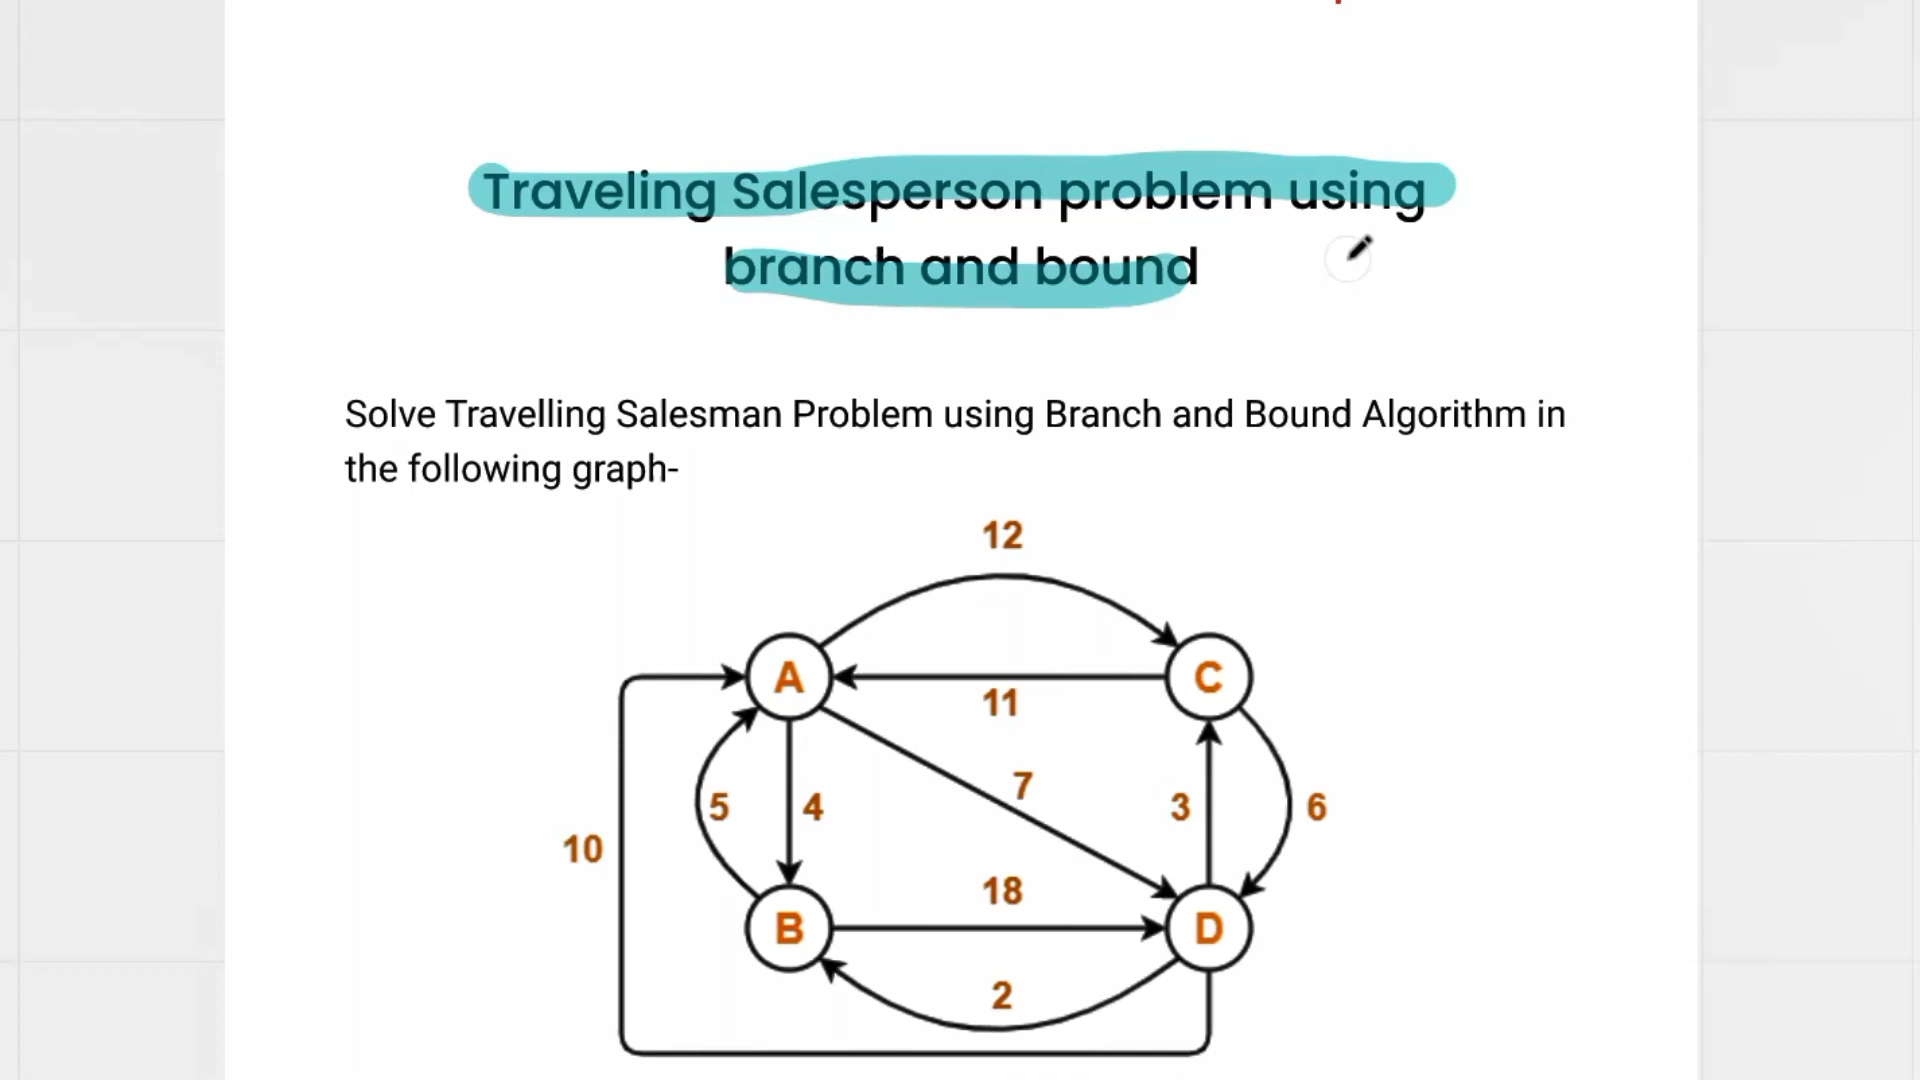 Traveling Salesperson problem using
branch and bound
Solve Travelling Salesman Problem using Branch and Bound Algorithm in
the following graph-
12
A
C
11
7
5
4
3
6
10
18
B
D
2